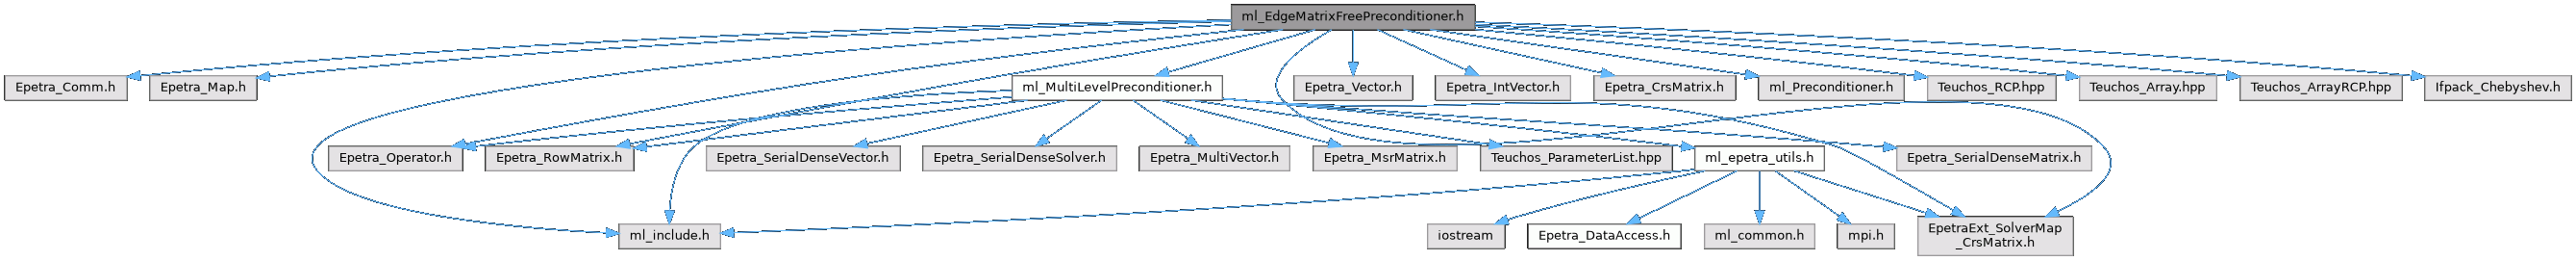 ml_EdgeMatrixFreePreconditioner.h
Epetra_Comm.h
Epetra_Map.h
ml_MultiLevelPreconditioner.h
Epetra_Vector.h
Epetra_IntVector.h
Epetra_CrsMatrix.h
ml_Preconditioner.h
Teuchos_RCP.hpp
Teuchos_Array.hpp
Teuchos_ArrayRCP.hpp
Ifpack_Chebyshev.h
Epetra_Operator.h
Epetra_RowMatrix.h
Epetra_SerialDenseVector.h
Epetra_SerialDenseSolver.h
Epetra_MultiVector.h
Epetra_MsrMatrix.h
Teuchos_ParameterList.hpp
ml_epetra_utils.h
Epetra_SerialDenseMatrix.h
ml_include.h
iostream
Epetra_DataAccess.h
ml_common.h
mpi.h
EpetraExt_SolverMap
_CrsMatrix.h